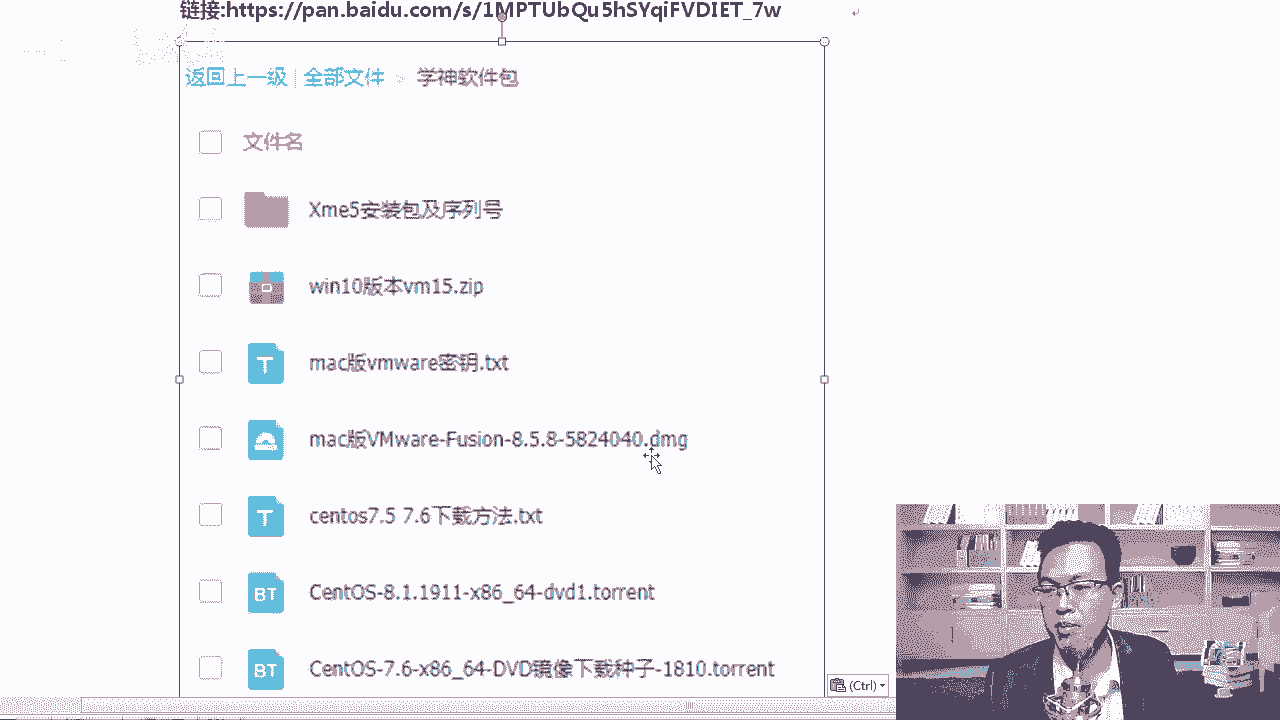 链接:https://pan.baidu.com/s/1MPTUbQu5hSYqiFVDIET_7w
返回上一级 | 全部文件 > 学神软件包
文件名
Xme5安装包及序列号
win10版本vm15.zip
mac版vmware密钥.txt
mac版VMware-Fusion-8.5.8-5824040.dmg
centos7.5 7.6下载方法.txt
CentOS-8.1.1911-x86_64-dvd1.torrent
CentOS-7.6-x86_64-DVD镜像下载种子-1810.torrent
(Ctrl)